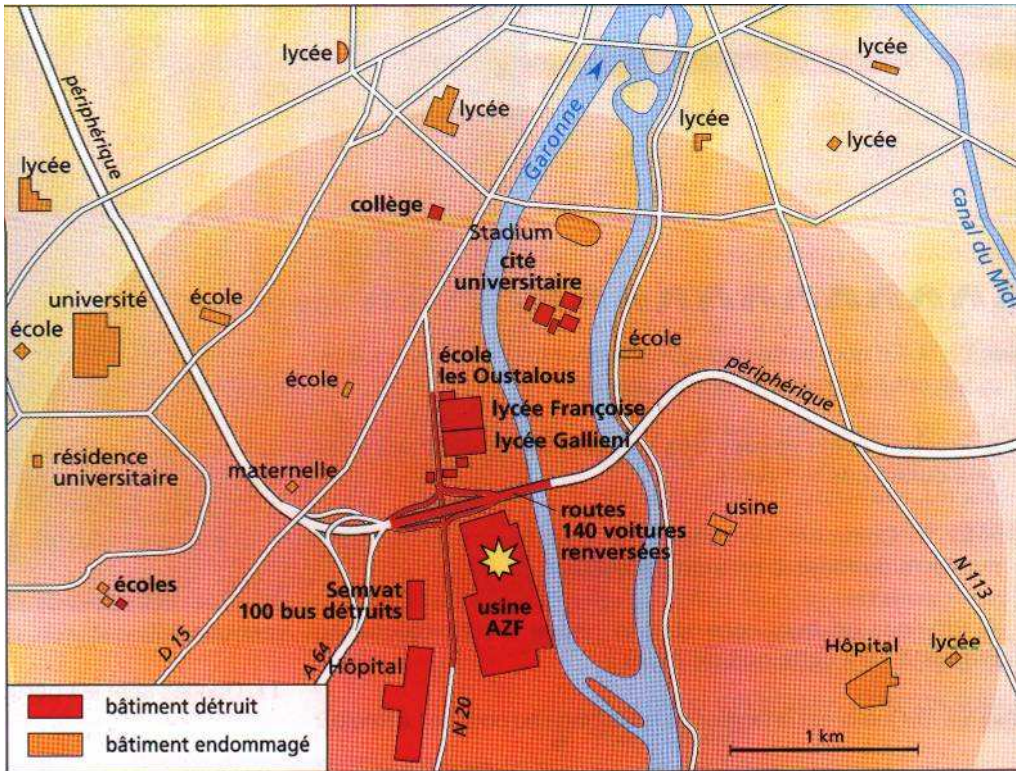 lycée
lycée
lycée
lycée
périphérique
lycée
Garonne
lycée
canal du Midi
collège
Stadium
cité
universitaire
université
école
école
école
école
école
les Oustalous
périphérique
lycée Françoise
lycée Gallieni
résidence
universitaire
maternelle
routes
140 voitures
renversées
usine
écoles
Semvat
100 bus détruits
usine
AZF
N 113
D 15
A 64
Hôpital
N 20
Hôpital
lycée
bâtiment détruit
bâtiment endommagé
1 km